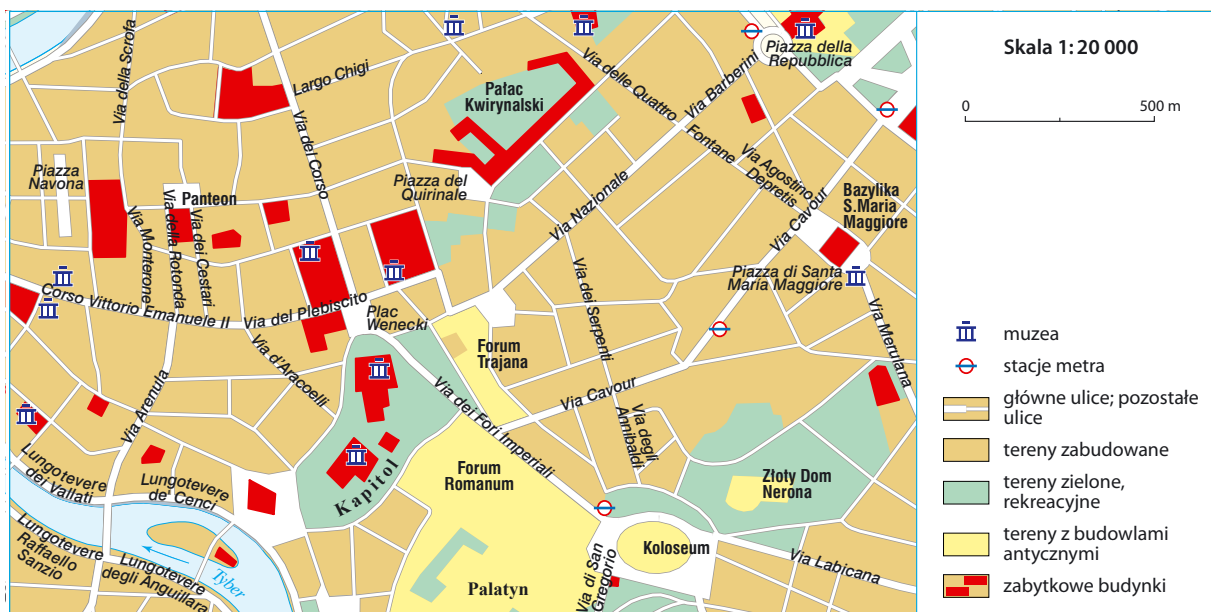 Via della Scrofa
Largo Chigi
Via del Corso
Pałac
Kwirynalski
Via delle Quattro
Fontane
Via Barberini
Piazza della
Repubblica
Piazza
Navona
Panteon
Via Monterone
Via della Rotonda
Via dei Cestari
Piazza del
Quirinale
Via Nazionale
Via Agostino
Depretis
Via Cavour
Bazylika
S.Maria
Maggiore
Piazza di Santa
Maria Maggiore
Via Merulana
Corso Vittorio Emanuele II
Via del Plebiscito
Plac
Wenecki
Via dei Serpenti
Forum
Trajana
Via d'Aracoelli
Via Arenula
Via dei Fori Imperiali
Via Cavour
Via degli
Annibaldi
Lungotevere
dei Vallati
Lungotevere
de' Cenci
Kapitol
Forum
Romanum
Złoty Dom
Nerona
Koloseum
Via Labicana
Lungotevere
Raffaello
Sanzio
Lungotevere
degli Anguillara
Tyber
Palatyn
Via di San
Gregorio
Skala 1:20 000
0 500 m
muzea
stacje metra
główne ulice; pozostałe
ulice
tereny zabudowane
tereny zielone,
rekreacyjne
tereny z budowlami
antycznymi
zabytkowe budynki